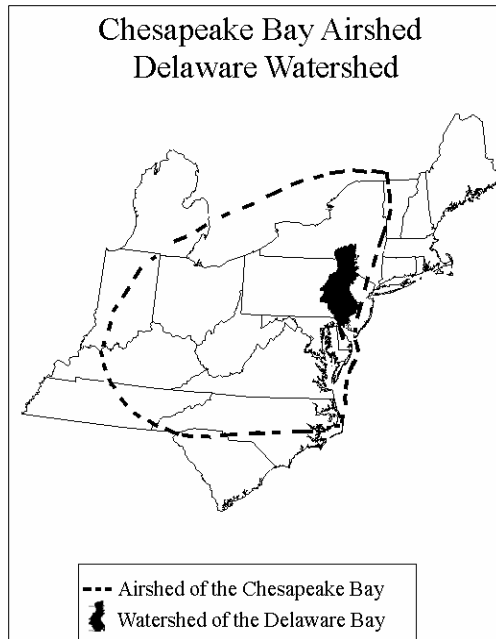 Chesapeake Bay Airshed
Delaware Watershed
Airshed of the Chesapeake Bay
Watershed of the Delaware Bay